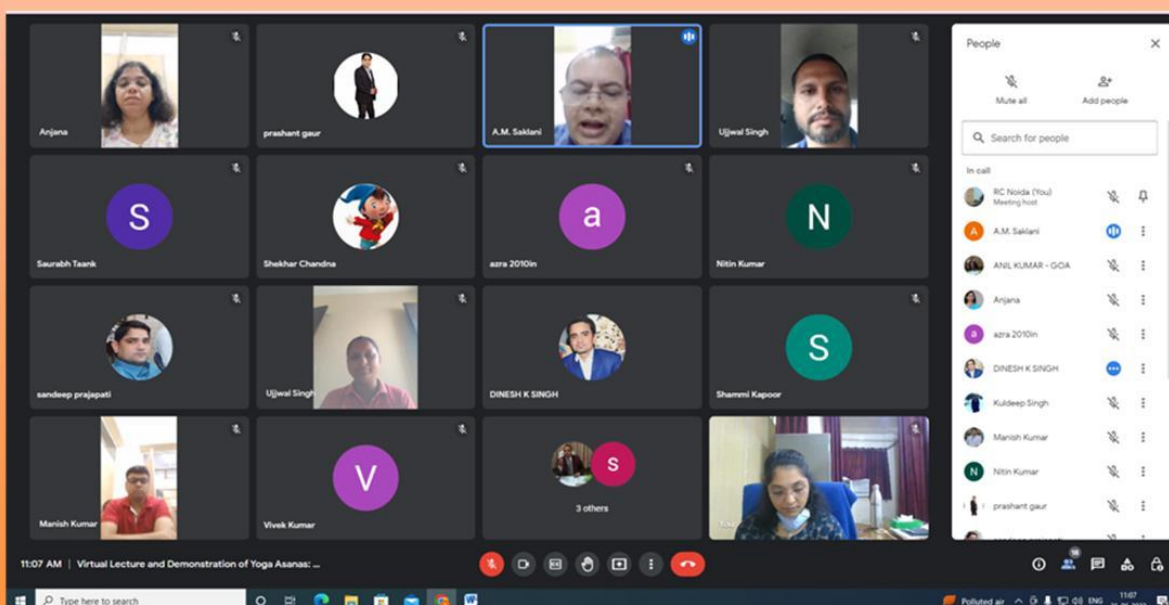 Anjana
prashant gaur
A.M. Saklani
Ujjwal Singh
S
a
N
Saurabh Taank
Shekhar Chandna
azra 2010in
Nitin Kumar
S
sandeep prajapati
Ujjwal Singh
DINESH K SINGH
Shammi Kapoor
V
S
3 others
Manish Kumar
Vivek Kumar
You
People
Mute all
Add people
Search for people
In call
RC Noida (You)
Meeting host
A
A.M. Saklani
ANIL KUMAR - GOA
Anjana
a
azra 2010in
DINESH K SINGH
Kuldeep Singh
Manish Kumar
N
Nitin Kumar
prashant gaur
11:07 AM | Virtual Lecture and Demonstration of Yoga Asanas: ...
18
Type here to search
Polluted air
ENG
11:07